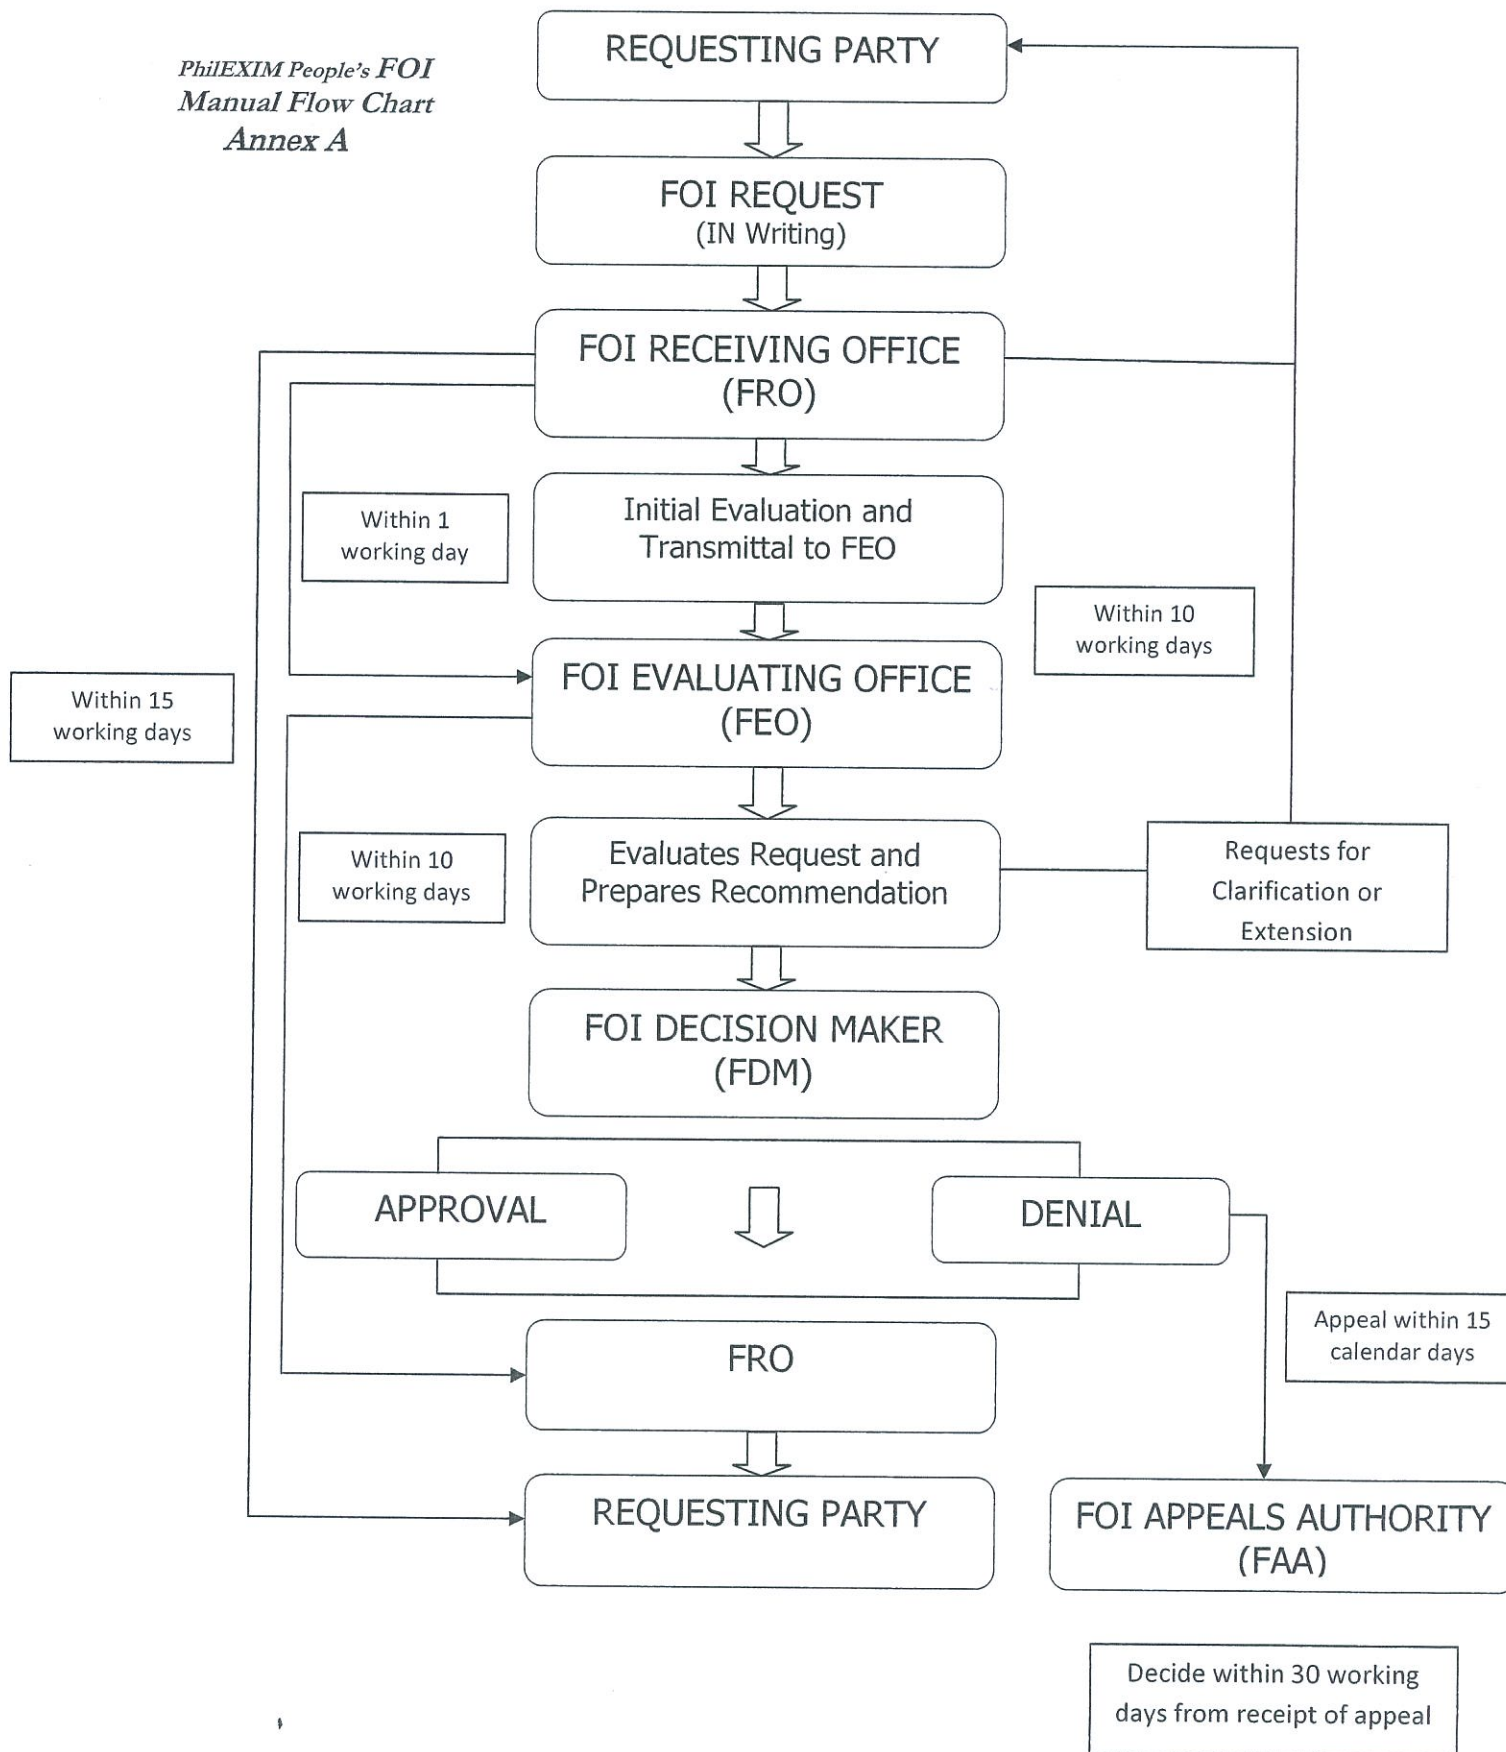 PhilEXIM People's FOI
Manual Flow Chart
Annex A
REQUESTING PARTY
FOI REQUEST
(IN Writing)
FOI RECEIVING OFFICE
(FRO)
Within 1
working day
Initial Evaluation and
Transmittal to FEO
Within 10
working days
Within 15
working days
FOI EVALUATING OFFICE
(FEO)
Within 10
working days
Evaluates Request and
Prepares Recommendation
Requests for
Clarification or
Extension
FOI DECISION MAKER
(FDM)
APPROVAL
DENIAL
Appeal within 15
calendar days
FRO
REQUESTING PARTY
FOI APPEALS AUTHORITY
(FAA)
Decide within 30 working
days from receipt of appeal